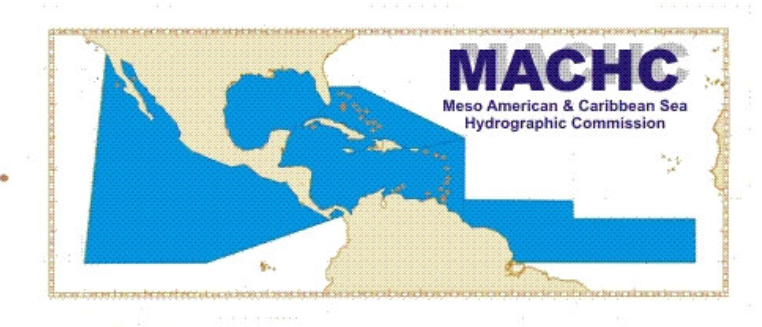 MACHC
Meso American & Caribbean Sea
Hydrographic Commission